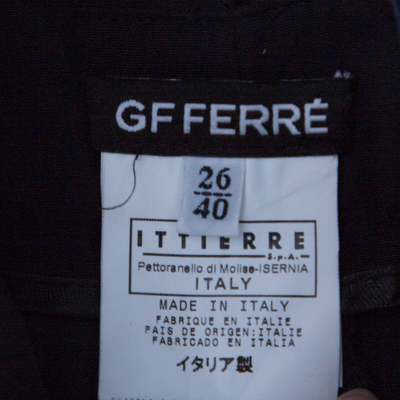 GF FERRÉ
26
40
ITTIERRE
S.p.A.
Pettoranello di Molise-ISERNIA
ITALY
MADE IN ITALY
FABRIQUE EN ITALIE
PAIS DE ORIGEN:ITALIE
FABRICADO EN ITALIA
イタリア製